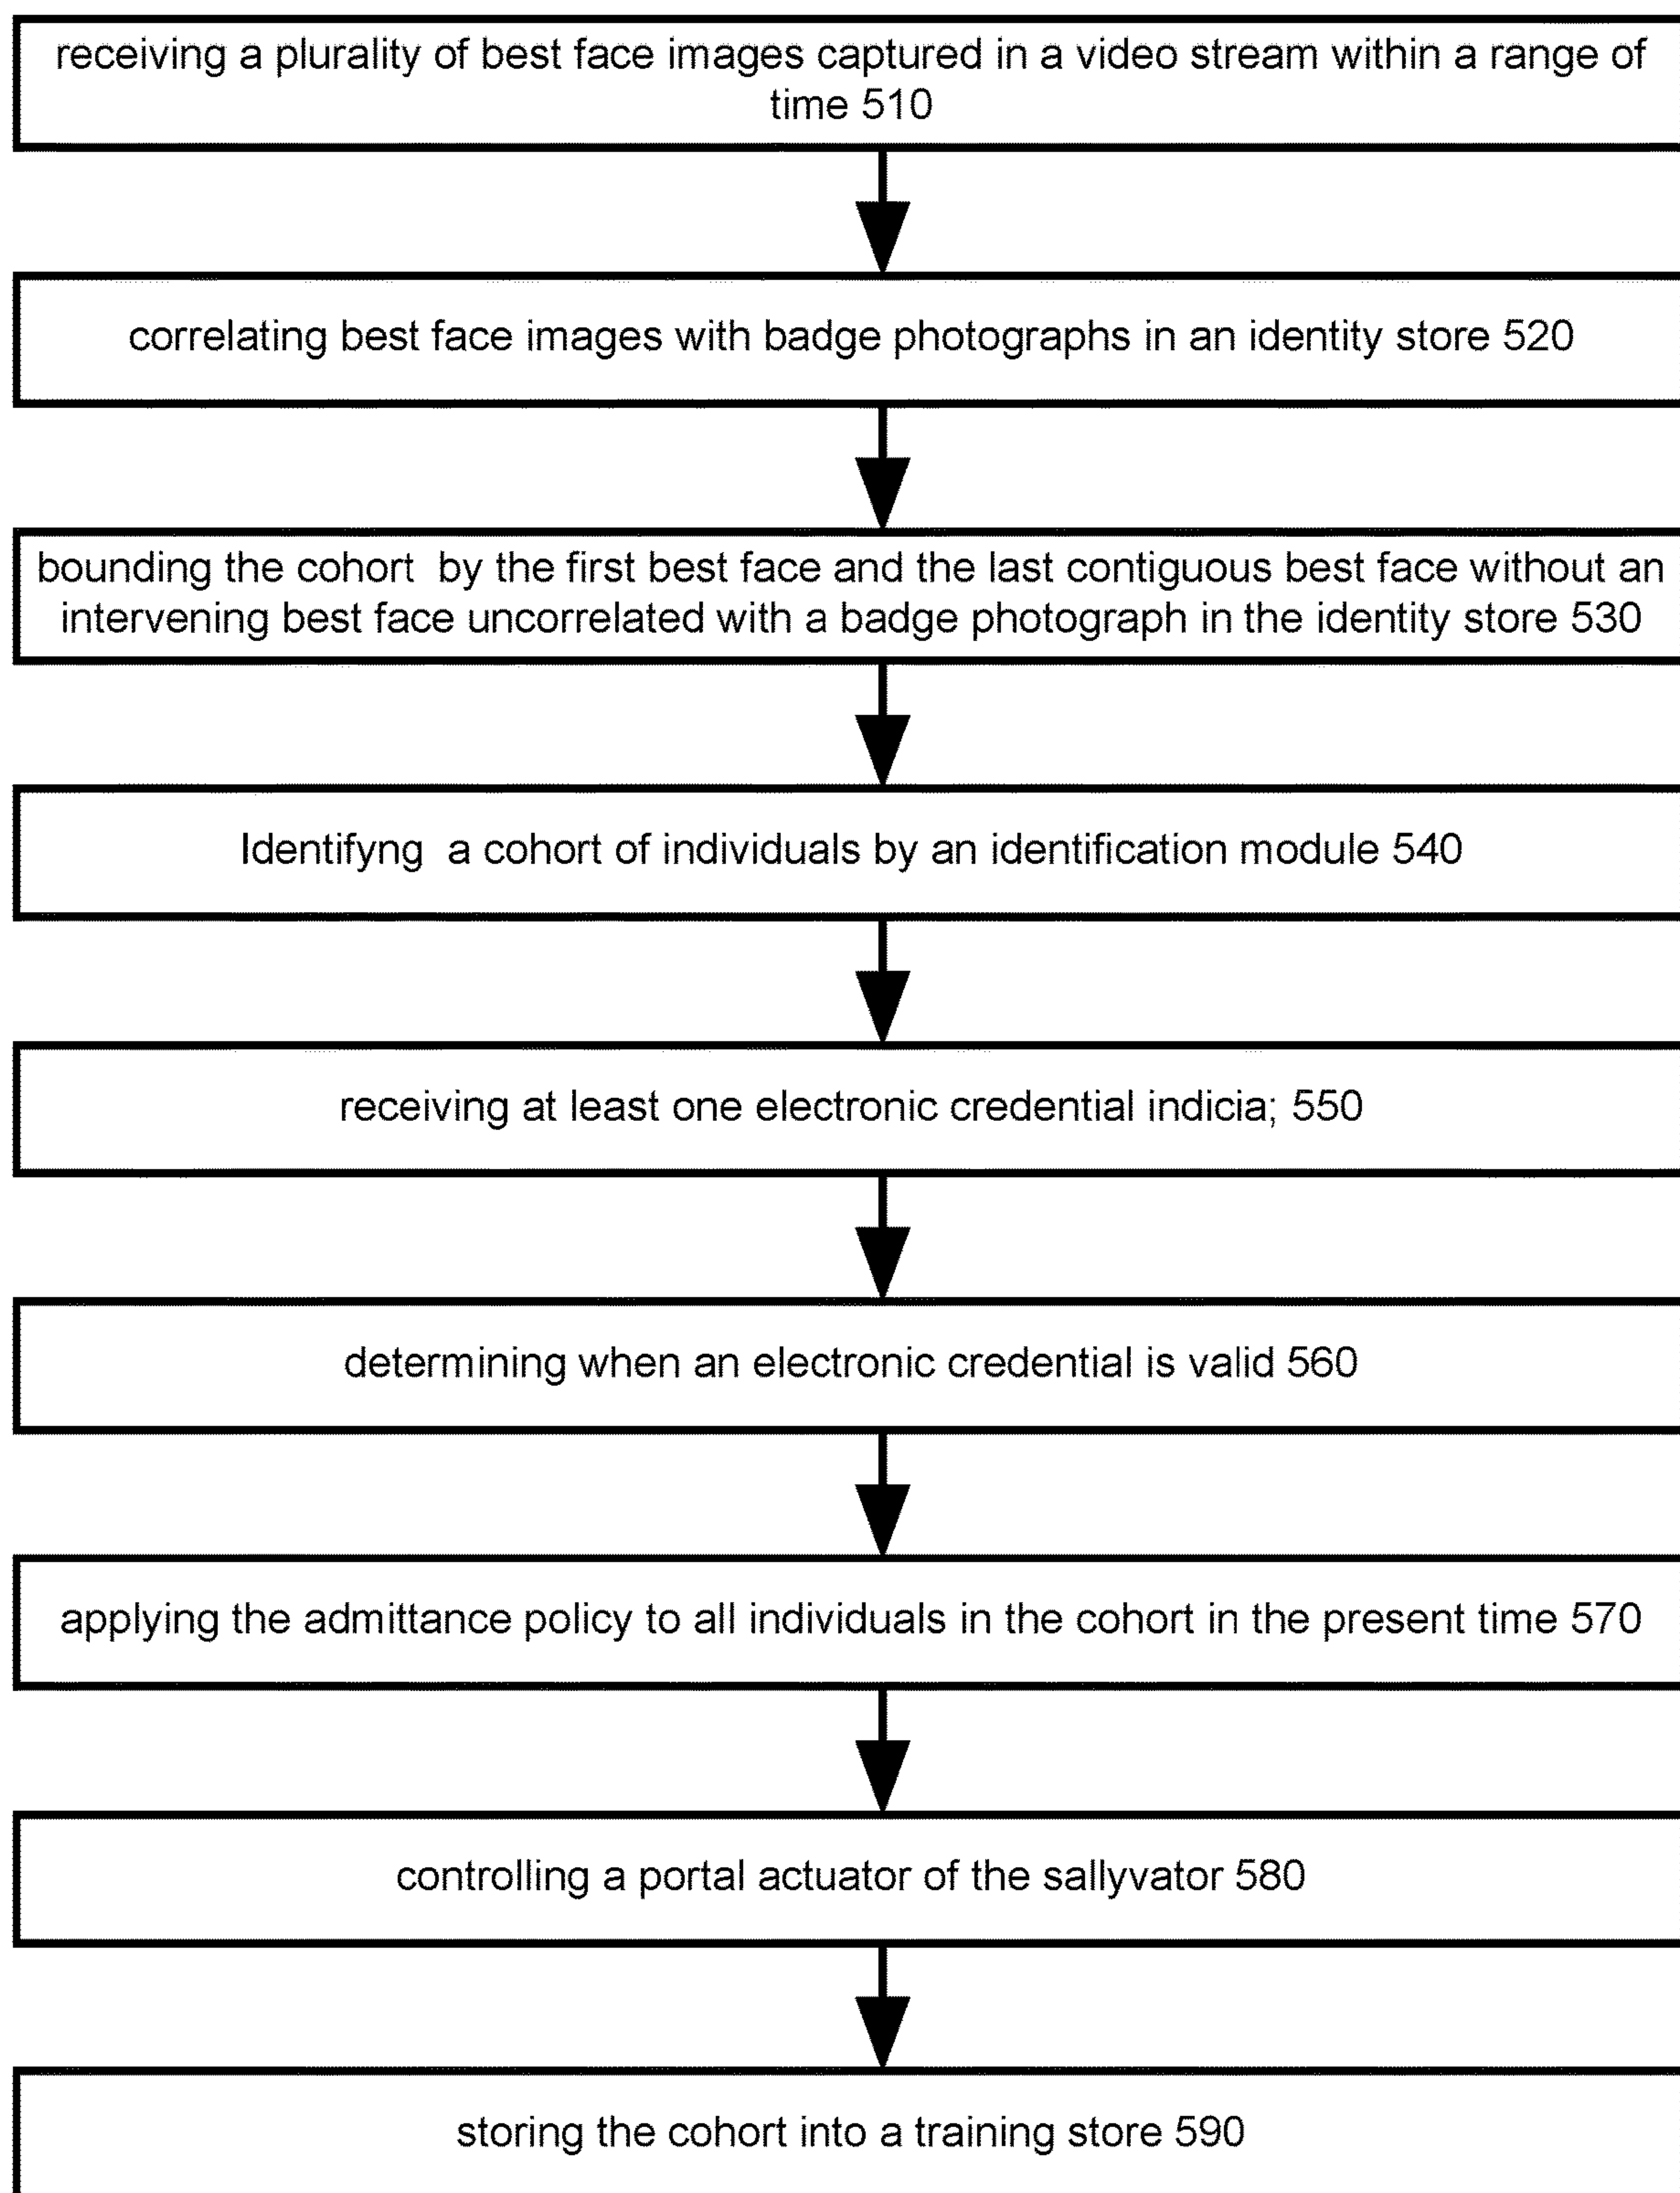 receiving a plurality of best face images captured in a video stream within a range of
time 510
correlating best face images with badge photographs in an identity store 520
bounding the cohort  by the first best face and the last contiguous best face without an
intervening best face uncorrelated with a badge photograph in the identity store 530
Identifyng  a cohort of individuals by an identification module 540
receiving at least one electronic credential indicia; 550
determining when an electronic credential is valid 560
applying the admittance policy to all individuals in the cohort in the present time 570
controlling a portal actuator of the sallyvator 580
storing the cohort into a training store 590